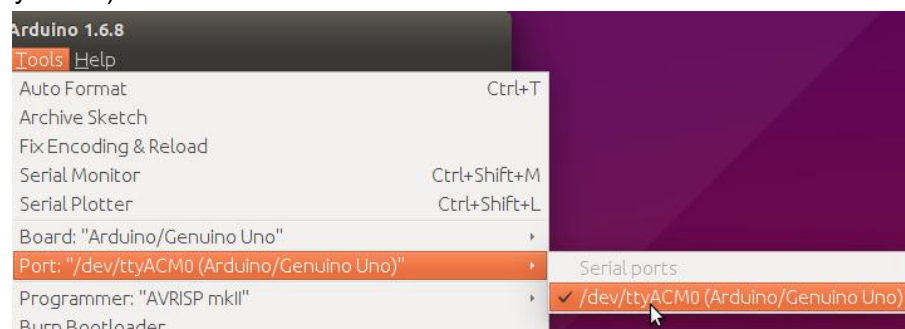 Arduino 1.6.8
Tools Help
Auto Format Ctrl+T
Archive Sketch
Fix Encoding & Reload
Serial Monitor Ctrl+Shift+M
Serial Plotter Ctrl+Shift+L
Board: "Arduino/Genuino Uno"
Port: "/dev/ttyACM0 (Arduino/Genuino Uno)"
Serial ports
Programmer: "AVRISP mkII"
/dev/ttyACM0 (Arduino/Genuino Uno)
Burn Bootloader